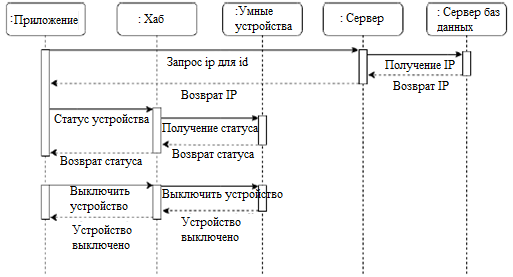 :Приложение
: Хаб
: Умные
устройства
: Сервер
: Сервер баз
данных
Запрос ip для id
Получение IP
Возврат IP
Возврат IP
Статус устройства
Получение статуса
Возврат статуса
Возврат статуса
Выключить
устройство
Выключить устройство
Устройство
выключено
Устройство
выключено